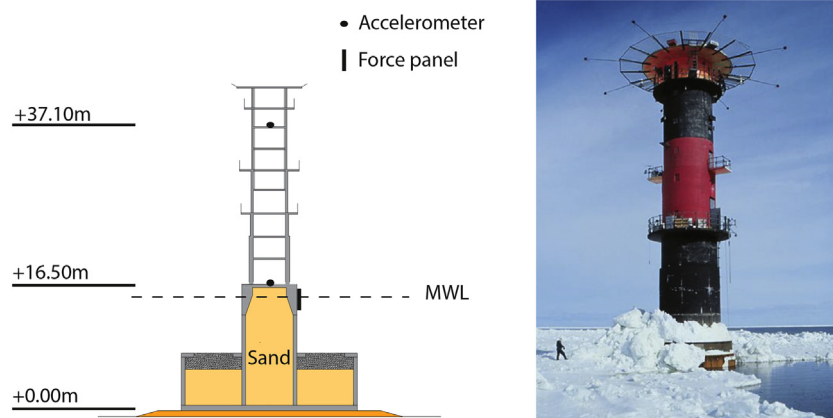 Accelerometer
Force panel
+37.10m
+16.50m
MWL
Sand
+0.00m